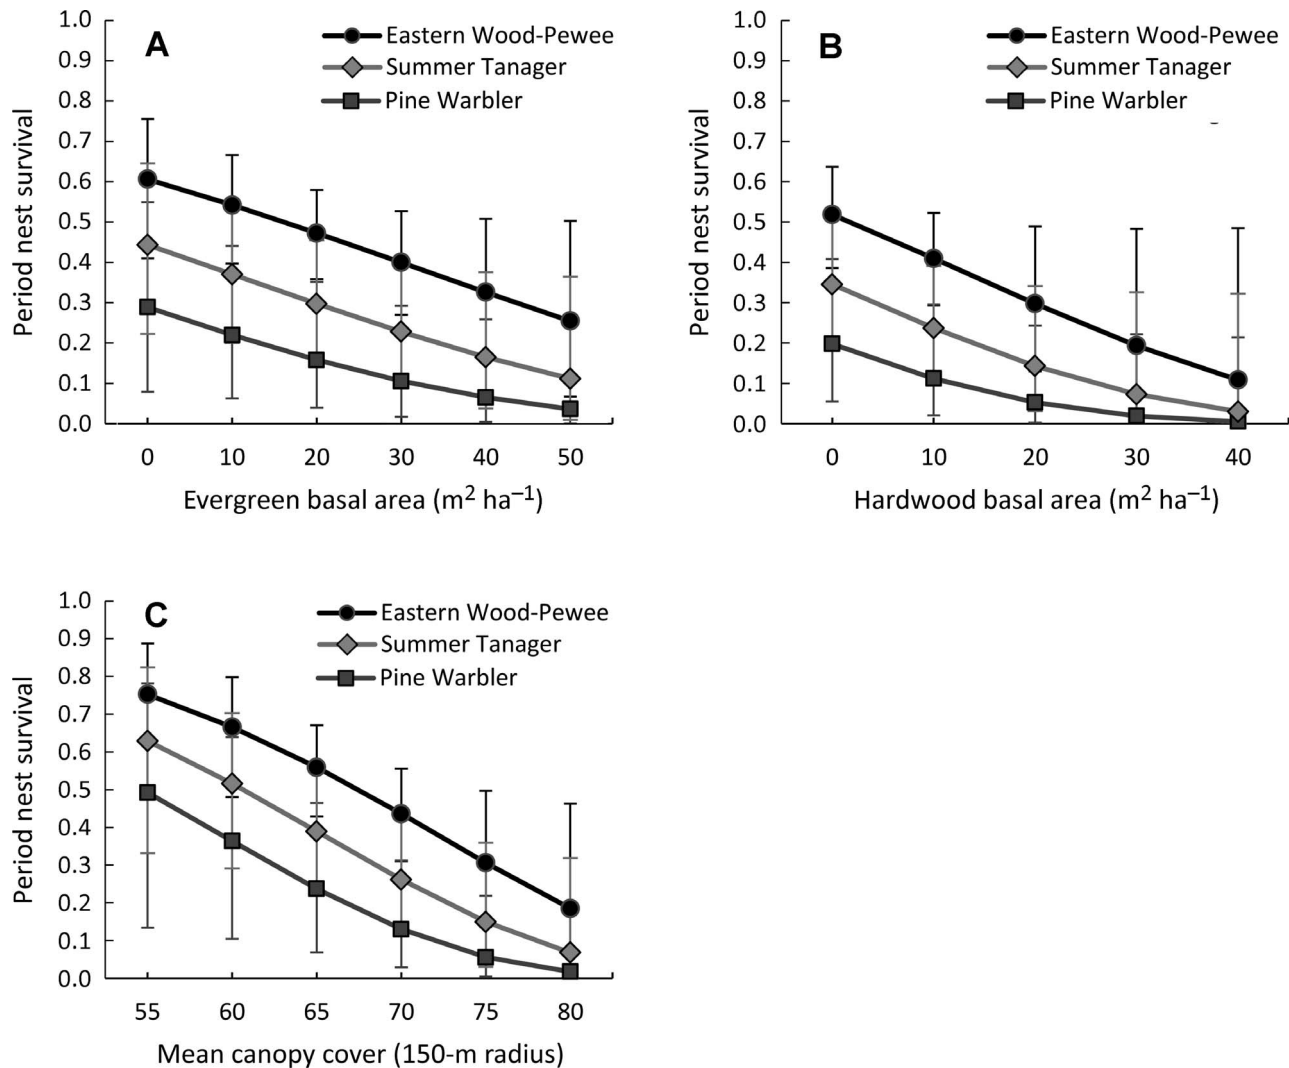 A
Eastern Wood-Pewee
Summer Tanager
Pine Warbler
Period nest survival
1.0
0.9
0.8
0.7
0.6
0.5
0.4
0.3
0.2
0.1
0.0
0 10 20 30 40 50
Evergreen basal area (m² ha⁻¹)
B
Eastern Wood-Pewee
Summer Tanager
Pine Warbler
Period nest survival
1.0
0.9
0.8
0.7
0.6
0.5
0.4
0.3
0.2
0.1
0.0
0 10 20 30 40
Hardwood basal area (m² ha⁻¹)
C
Eastern Wood-Pewee
Summer Tanager
Pine Warbler
Period nest survival
1.0
0.9
0.8
0.7
0.6
0.5
0.4
0.3
0.2
0.1
0.0
55 60 65 70 75 80
Mean canopy cover (150-m radius)